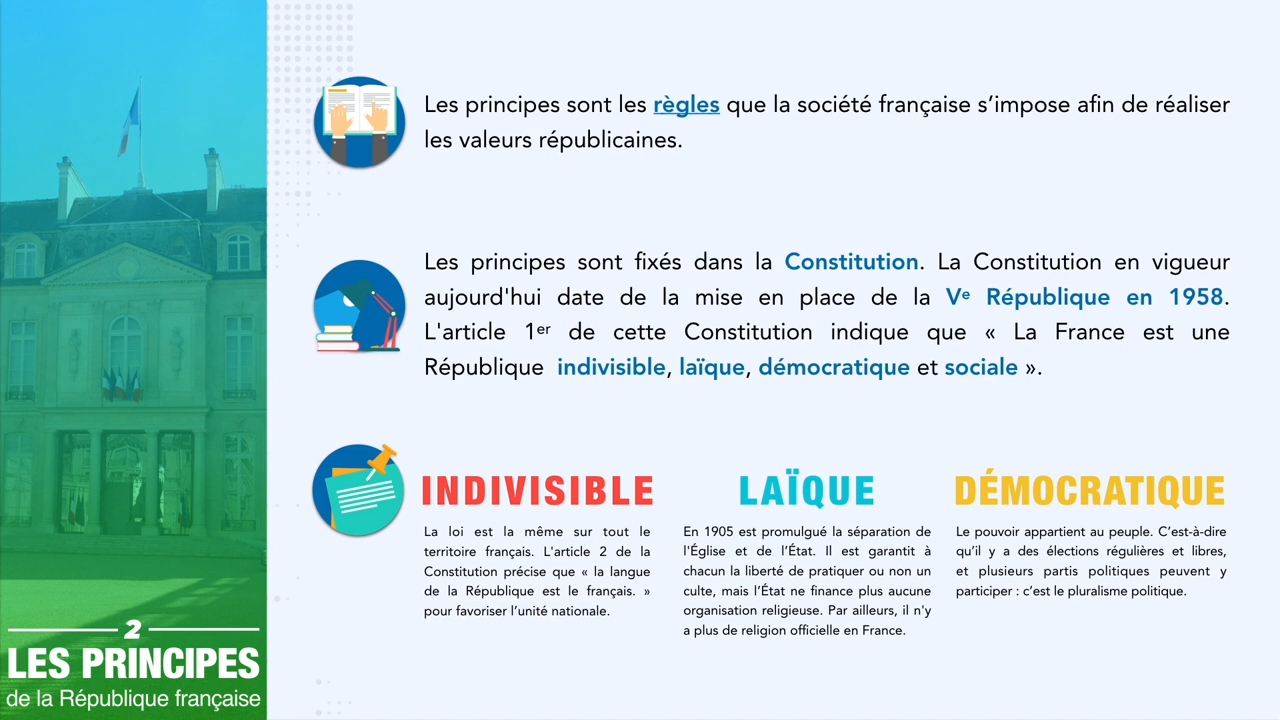 Les principes sont les règles que la société française s’impose afin de réaliser
les valeurs républicaines.
Les principes sont fixés dans la Constitution. La Constitution en vigueur
aujourd'hui date de la mise en place de la Ve République en 1958.
L'article 1er de cette Constitution indique que « La France est une
République indivisible, laïque, démocratique et sociale ».
INDIVISIBLE
La loi est la même sur tout le
territoire français. L'article 2 de la
Constitution précise que « la langue
de la République est le français. »
pour favoriser l’unité nationale.
LAÏQUE
En 1905 est promulgué la séparation de
l'Église et de l’État. Il est garantit à
chacun la liberté de pratiquer ou non un
culte, mais l’État ne finance plus aucune
organisation religieuse. Par ailleurs, il n'y
a plus de religion officielle en France.
DÉMOCRATIQUE
Le pouvoir appartient au peuple. C’est-à-dire
qu’il y a des élections régulières et libres,
et plusieurs partis politiques peuvent y
participer : c’est le pluralisme politique.
2
LES PRINCIPES
de la République française